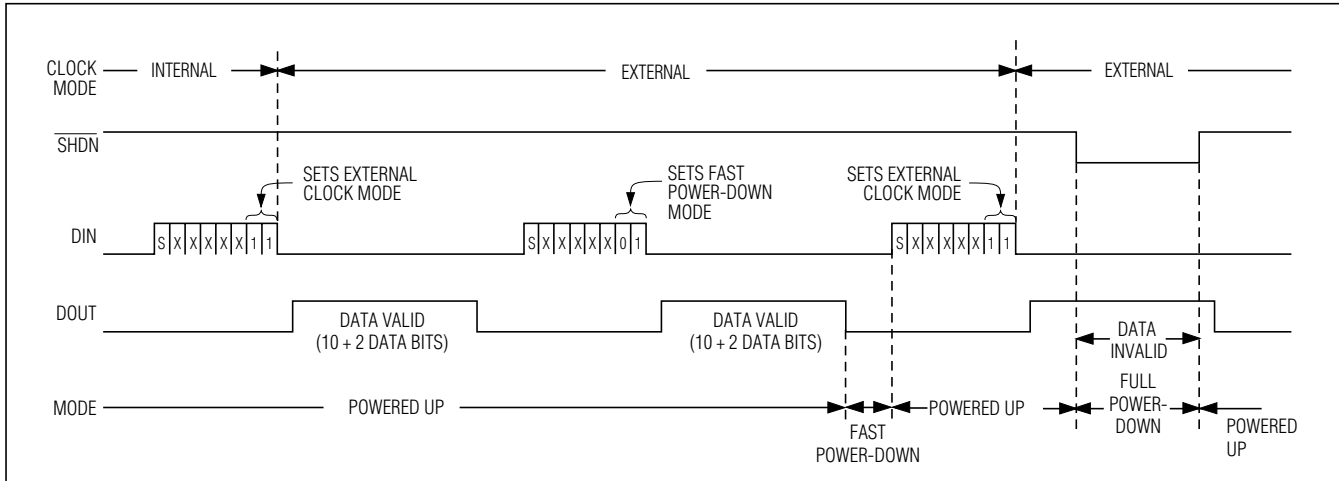 CLOCK
MODE
INTERNAL
EXTERNAL
EXTERNAL
SHDN
SETS EXTERNAL
CLOCK MODE
SETS FAST
POWER-DOWN
MODE
SETS EXTERNAL
CLOCK MODE
DIN
S X X X X X 1 1
S X X X X X 0 1
S X X X X X 1 1
DOUT
DATA VALID
(10 + 2 DATA BITS)
DATA VALID
(10 + 2 DATA BITS)
DATA
INVALID
MODE
POWERED UP
FAST
POWER-DOWN
POWERED UP
FULL
POWER-
DOWN
POWERED
UP